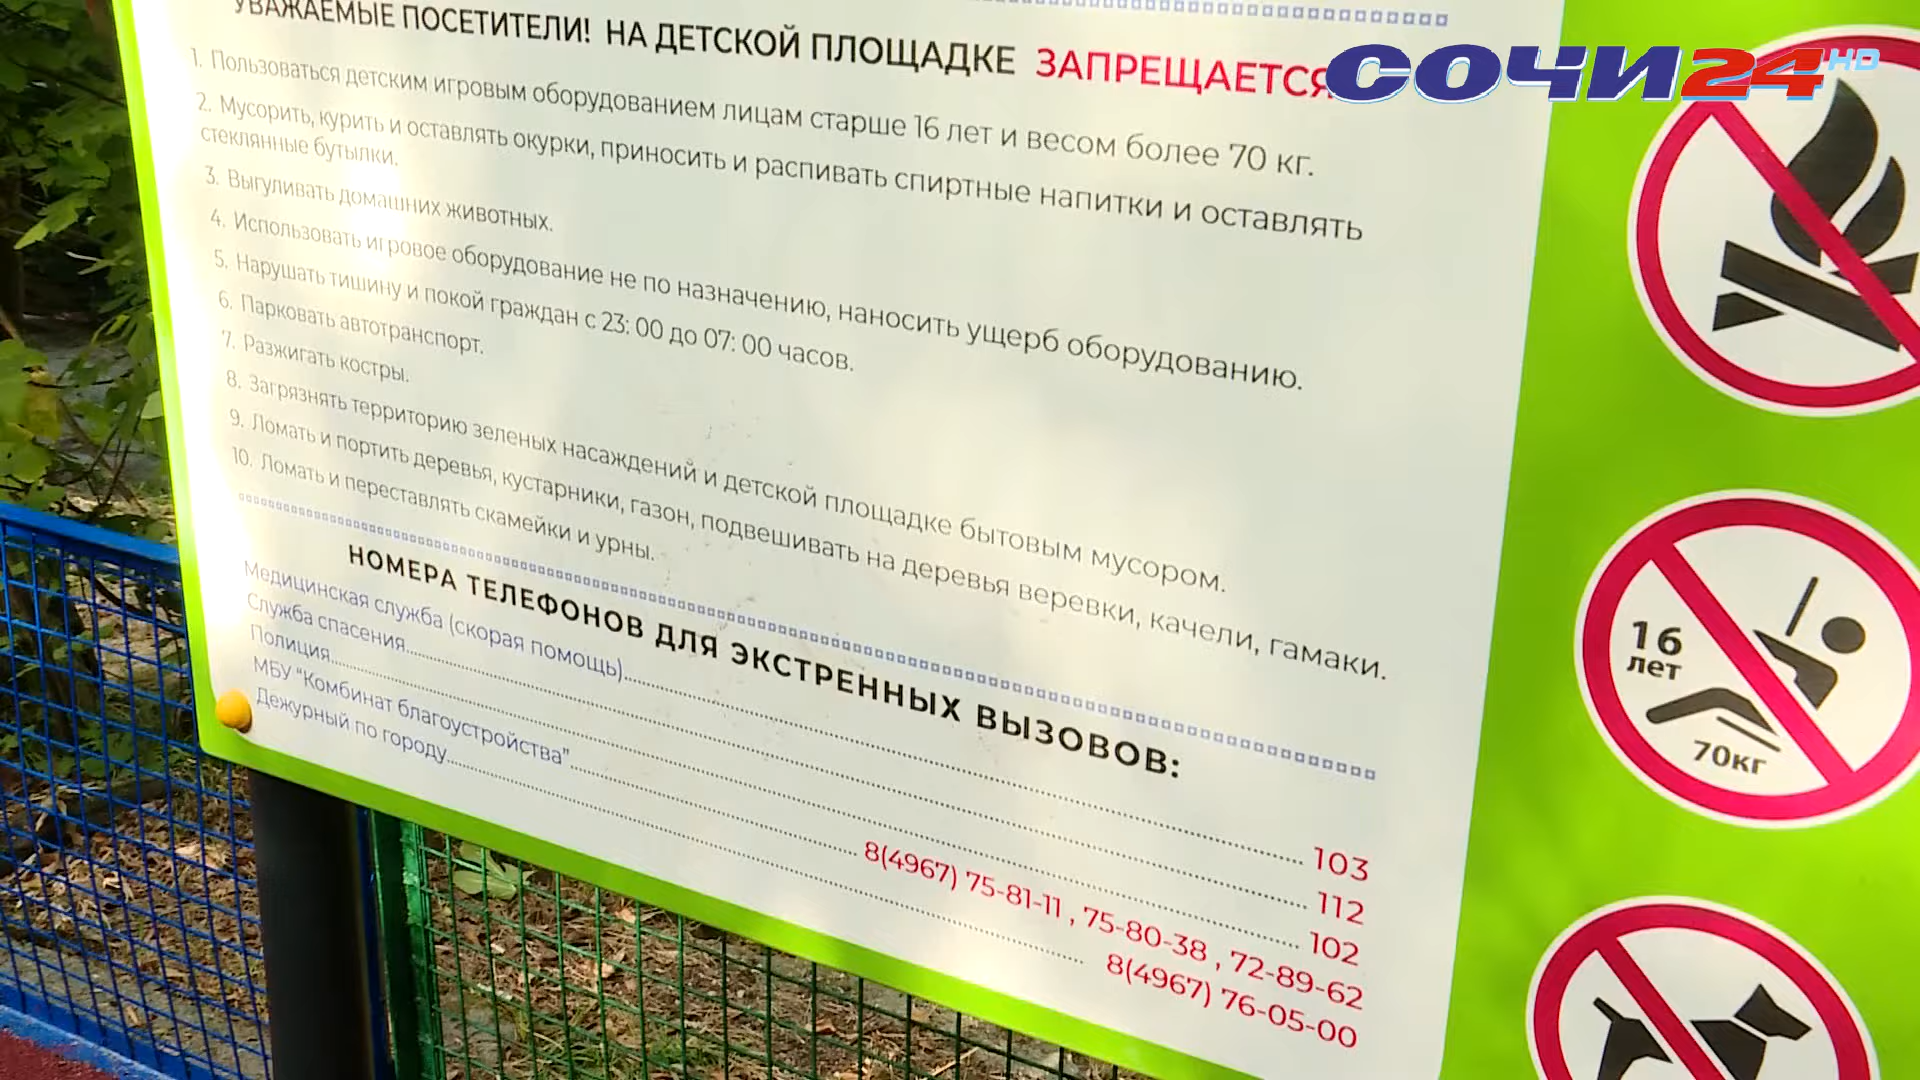 УВАЖАЕМЫЕ ПОСЕТИТЕЛИ! НА ДЕТСКОЙ ПЛОЩАДКЕ ЗАПРЕЩАЕТСЯ
СОЧИ24 HD
1. Пользоваться детским игровым оборудованием лицам старше 16 лет и весом более 70 кг.
2. Мусорить, курить и оставлять окурки, приносить и распивать спиртные напитки и оставлять
стеклянные бутылки.
3. Выгуливать домашних животных.
4. Использовать игровое оборудование не по назначению, наносить ущерб оборудованию.
5. Нарушать тишину и покой граждан с 23: 00 до 07: 00 часов.
6. Парковать автотранспорт.
7. Разжигать костры.
8. Загрязнять территорию зеленых насаждений и детской площадке бытовым мусором.
9. Ломать и портить деревья, кустарники, газон, подвешивать на деревья веревки, качели, гамаки.
10. Ломать и переставлять скамейки и урны.
НОМЕРА ТЕЛЕФОНОВ ДЛЯ ЭКСТРЕННЫХ ВЫЗОВОВ:
Медицинская служба (скорая помощь) 103
Служба спасения 112
Полиция 102
МБУ "Комбинат благоустройства" 8(4967) 75-81-11 , 75-80-38 , 72-89-62
Дежурный по городу 8(4967) 76-05-00
16
лет
70кг